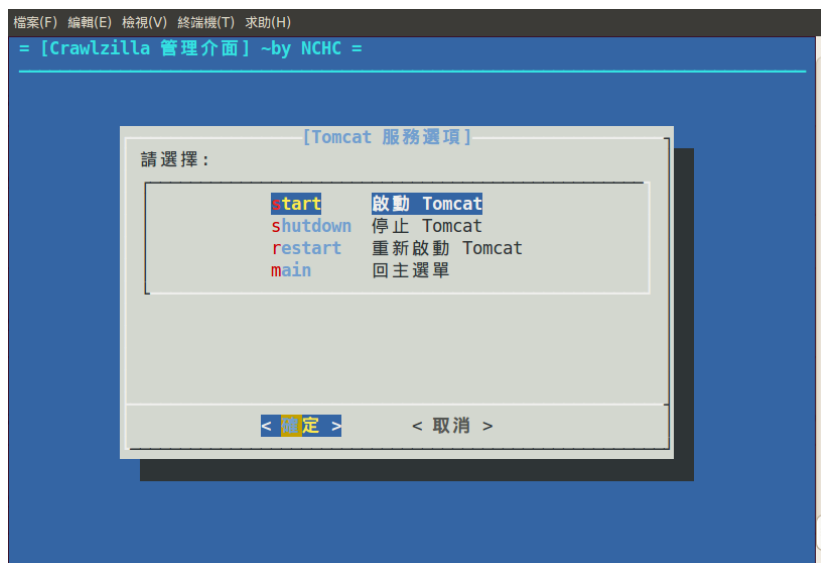 檔案(F) 編輯(E) 檢視(V) 終端機(T) 求助(H)
= [Crawlzilla 管理介面] ~by NCHC =
[Tomcat 服務選項]
請選擇:
start 啟動 Tomcat
shutdown 停止 Tomcat
restart 重新啟動 Tomcat
main 回主選單
< 確定 > < 取消 >